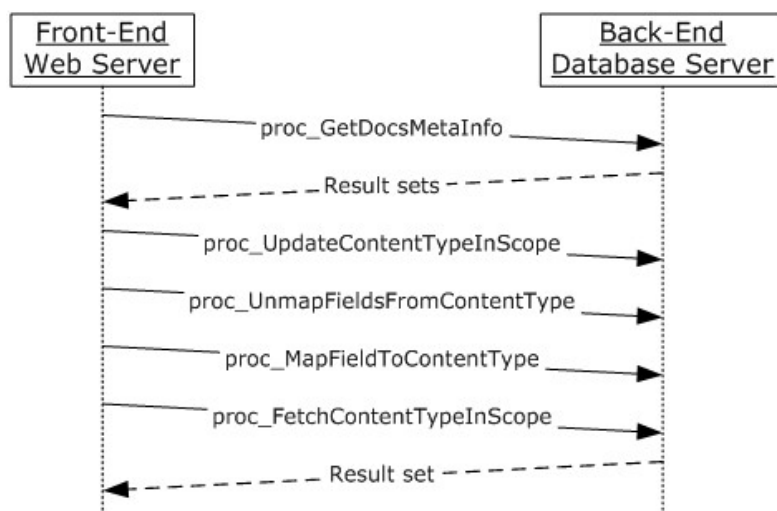 Front-End
Web Server
Back-End
Database Server
proc_GetDocsMetaInfo
Result sets
proc_UpdateContentTypeInScope
proc_UnmapFieldsFromContentType
proc_MapFieldToContentType
proc_FetchContentTypeInScope
Result set